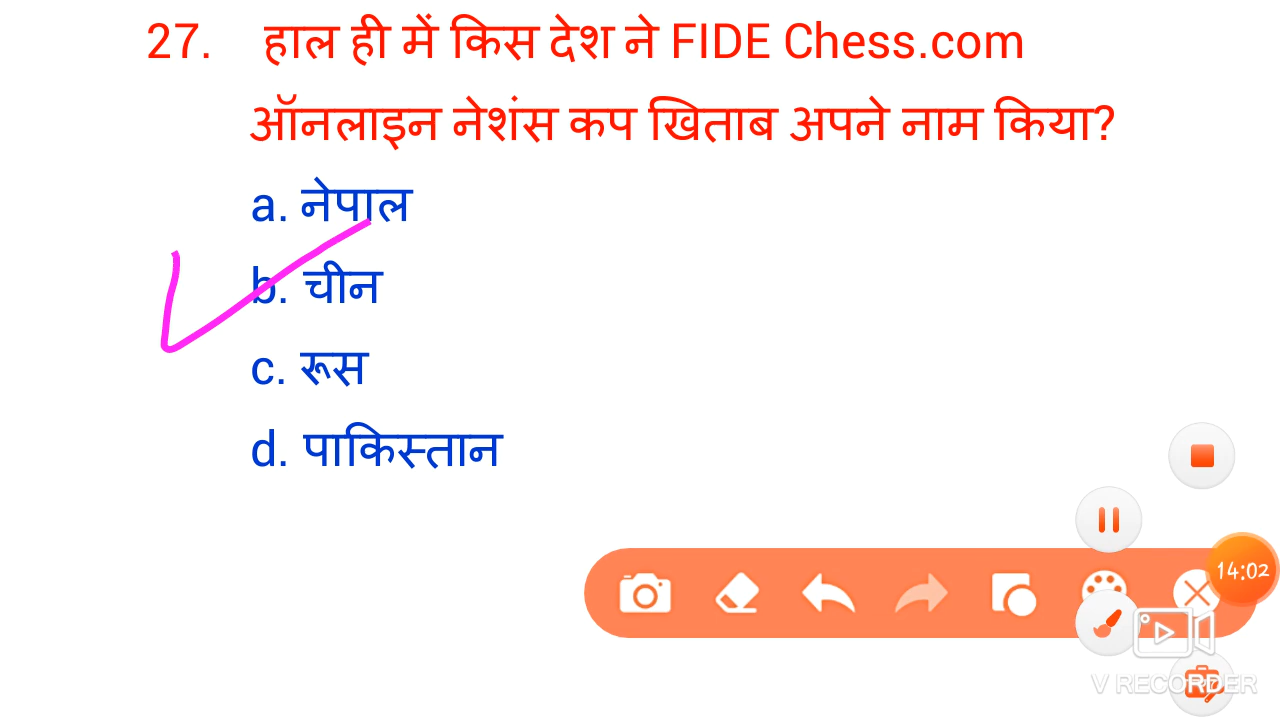 27. हाल ही में किस देश ने FIDE Chess.com
ऑनलाइन नेशंस कप खिताब अपने नाम किया?
a. नेपाल
b. चीन
c. रूस
d. पाकिस्तान
14:02
V RECORDER